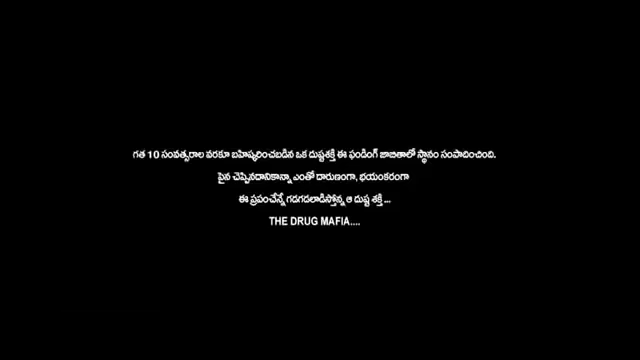 గత 10 సంవత్సరాల వరకూ బహిష్కరించబడిన ఒక దుష్టశక్తి ఈ ఫండింగ్ జాబితాలో స్థానం సంపాదించింది.
పైన చెప్పినదానికాన్నా ఎంతో దారుణంగా, భయంకరంగా
ఈ ప్రపంచేన్నే గడగడలాడిస్తోన్న ఆ దుష్ట శక్తి ...
THE DRUG MAFIA....